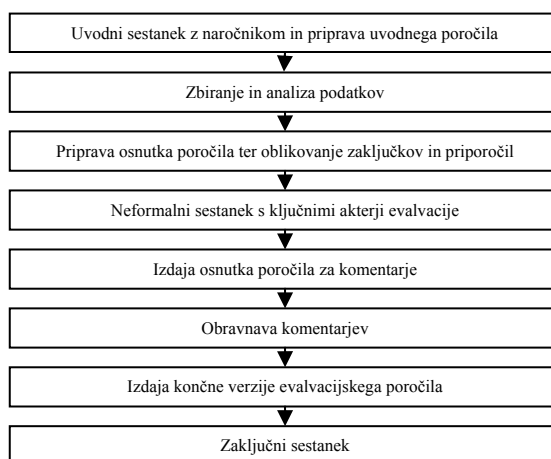 Uvodni sestanek z naročnikom in priprava uvodnega poročila
Zbiranje in analiza podatkov
Priprava osnutka poročila ter oblikovanje zaključkov in priporočil
Neformalni sestanek s ključnimi akterji evalvacije
Izdaja osnutka poročila za komentarje
Obravnava komentarjev
Izdaja končne verzije evalvacijskega poročila
Zaključni sestanek